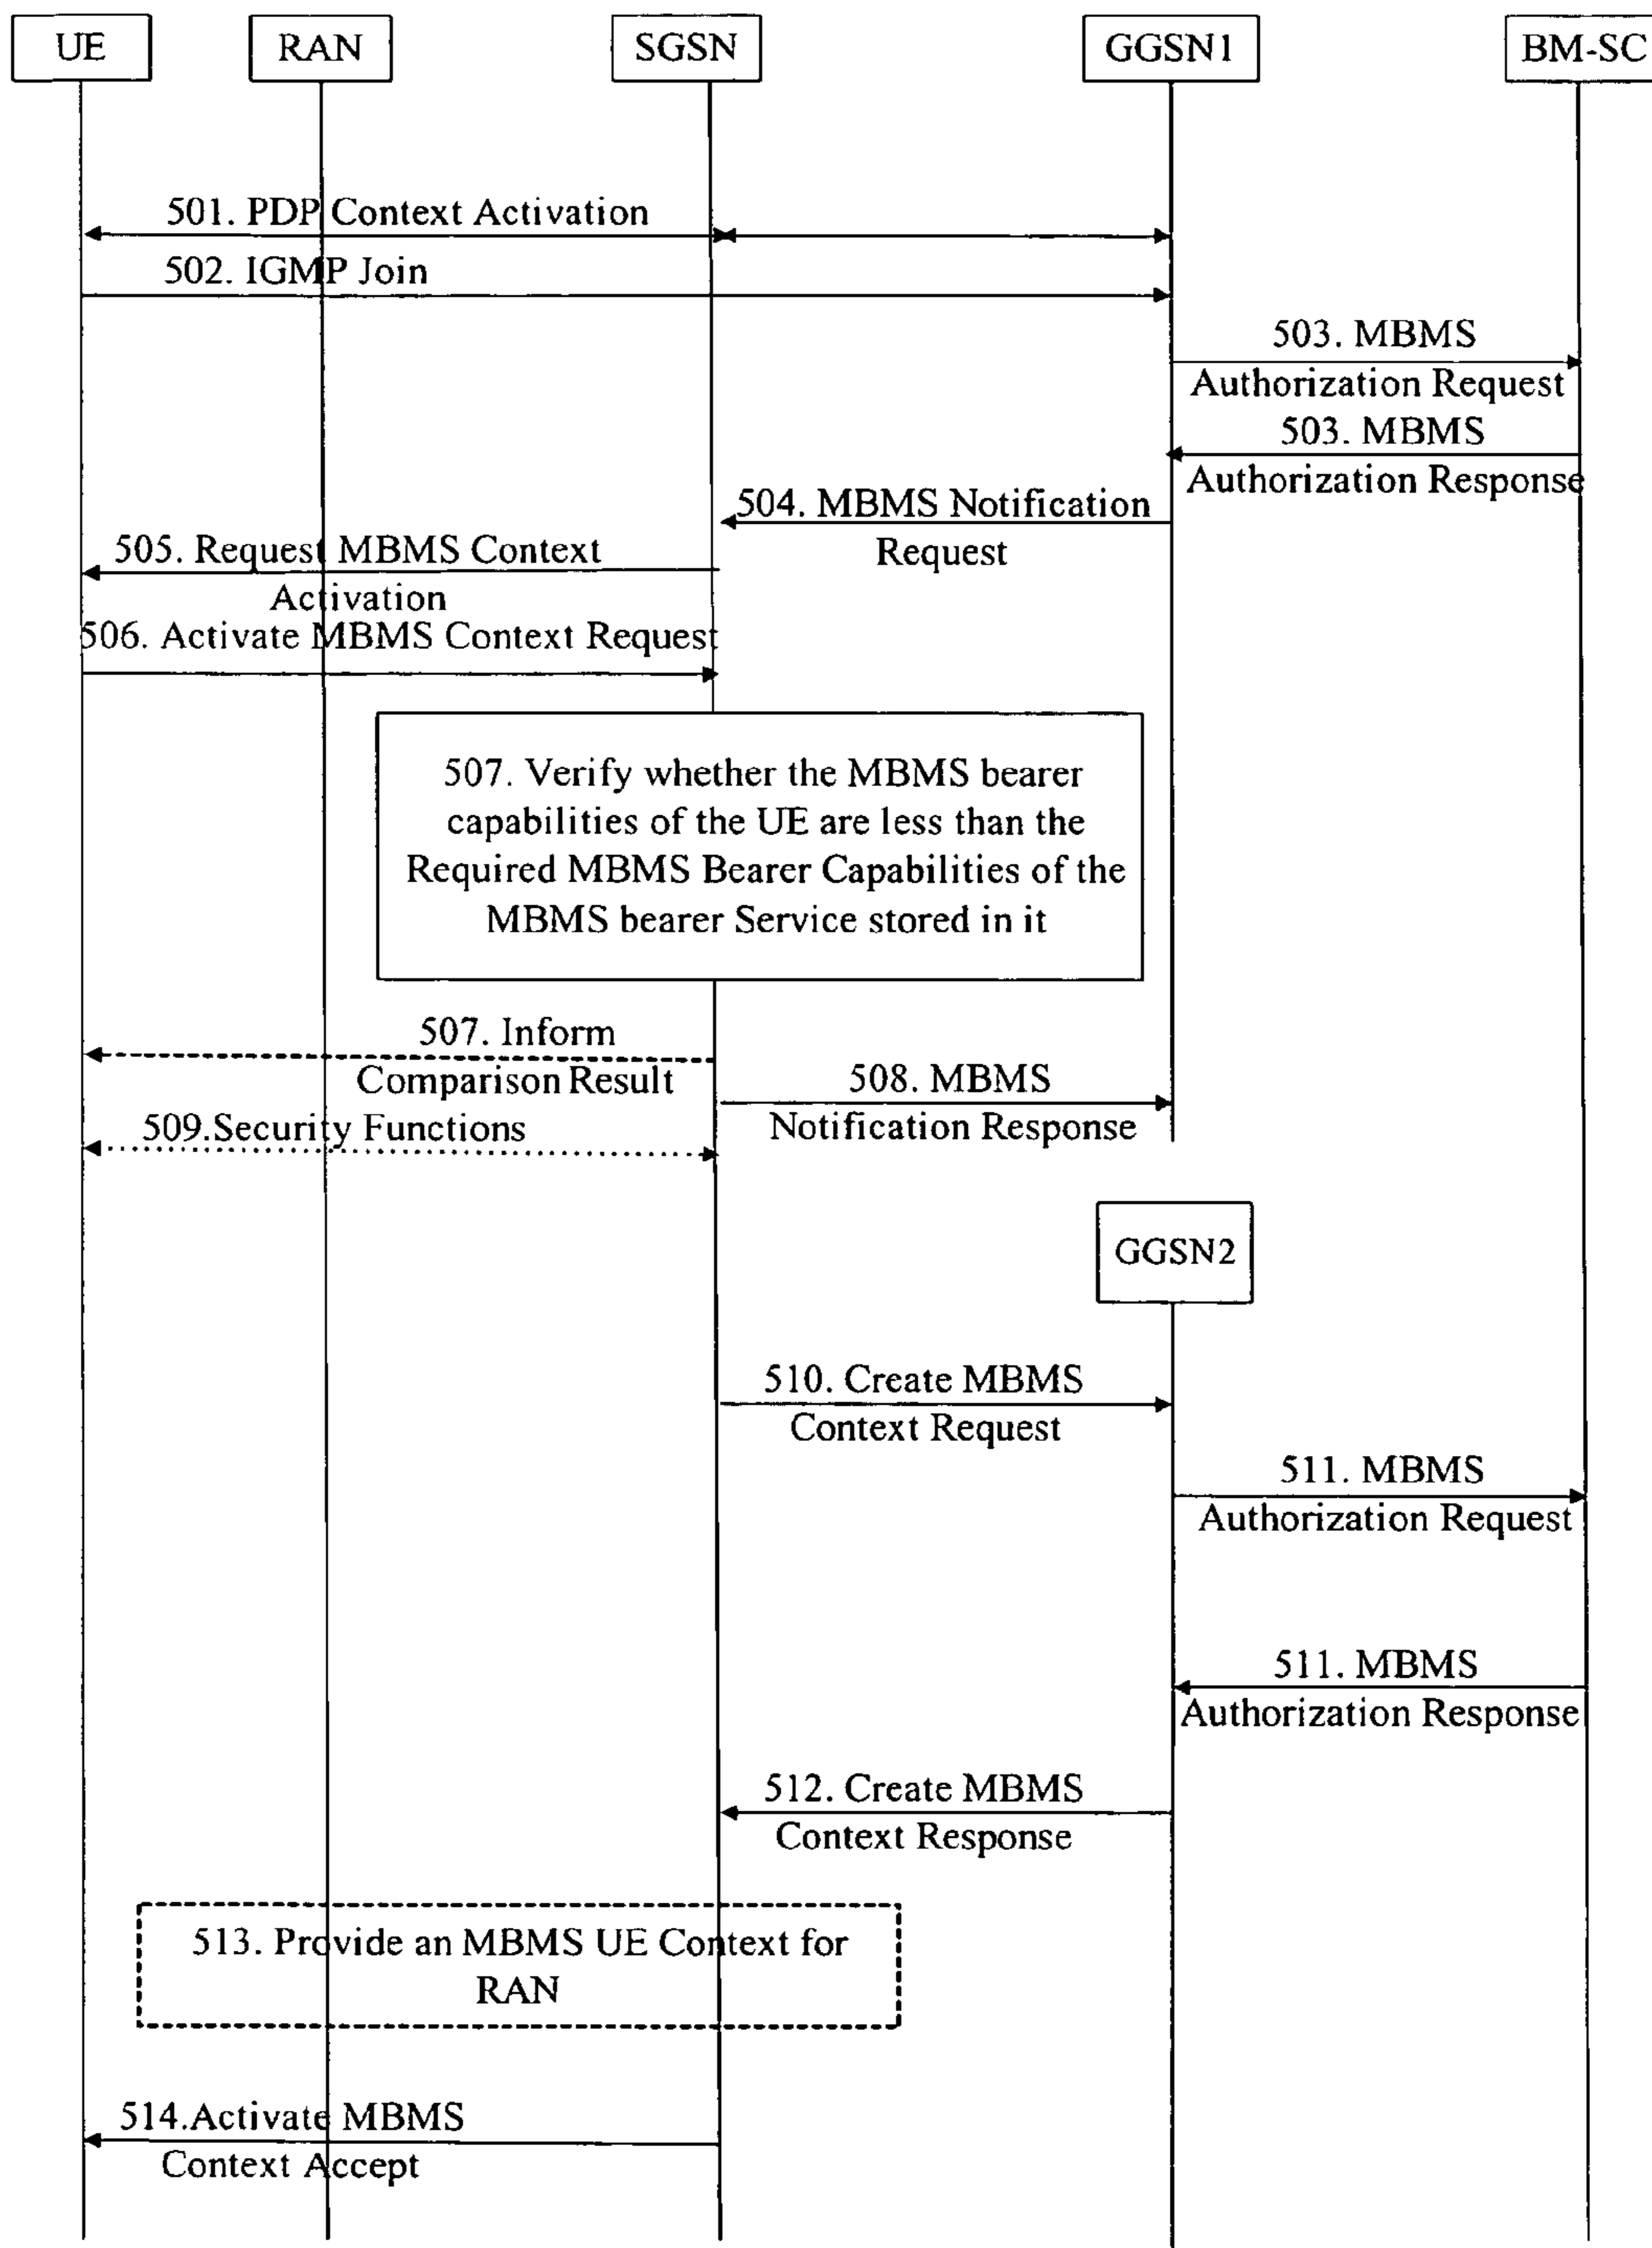 UE
RAN
SGSN
GGSN1
BM-SC
501. PDP Context Activation
502. IGMP Join
503. MBMS
Authorization Request
503. MBMS
Authorization Response
504. MBMS Notification
Request
505. Request MBMS Context
Activation
506. Activate MBMS Context Request
507. Verify whether the MBMS bearer
capabilities of the UE are less than the
Required MBMS Bearer Capabilities of the
MBMS bearer Service stored in it
507. Inform
Comparison Result
508. MBMS
Notification Response
509.Security Functions
GGSN2
510. Create MBMS
Context Request
511. MBMS
Authorization Request
511. MBMS
Authorization Response
512. Create MBMS
Context Response
513. Provide an MBMS UE Context for
RAN
514.Activate MBMS
Context Accept